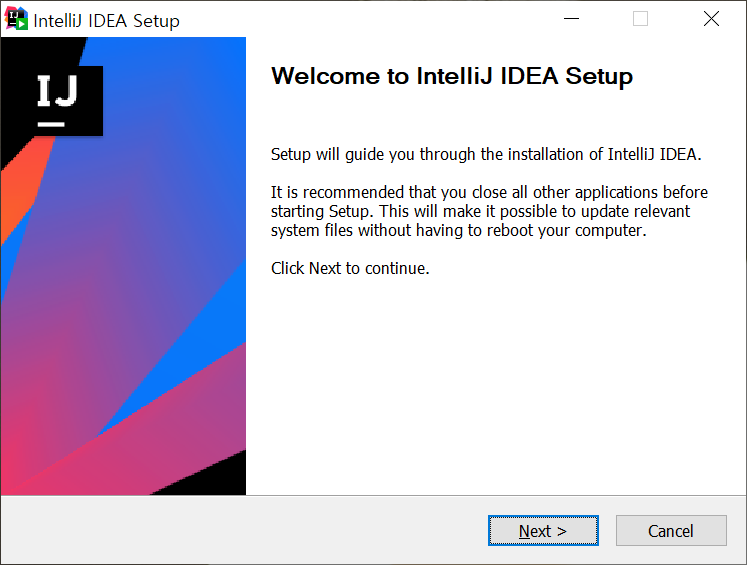 IntelliJ IDEA Setup
IJ
Welcome to IntelliJ IDEA Setup
Setup will guide you through the installation of IntelliJ IDEA.
It is recommended that you close all other applications before
starting Setup. This will make it possible to update relevant
system files without having to reboot your computer.
Click Next to continue.
Next >
Cancel